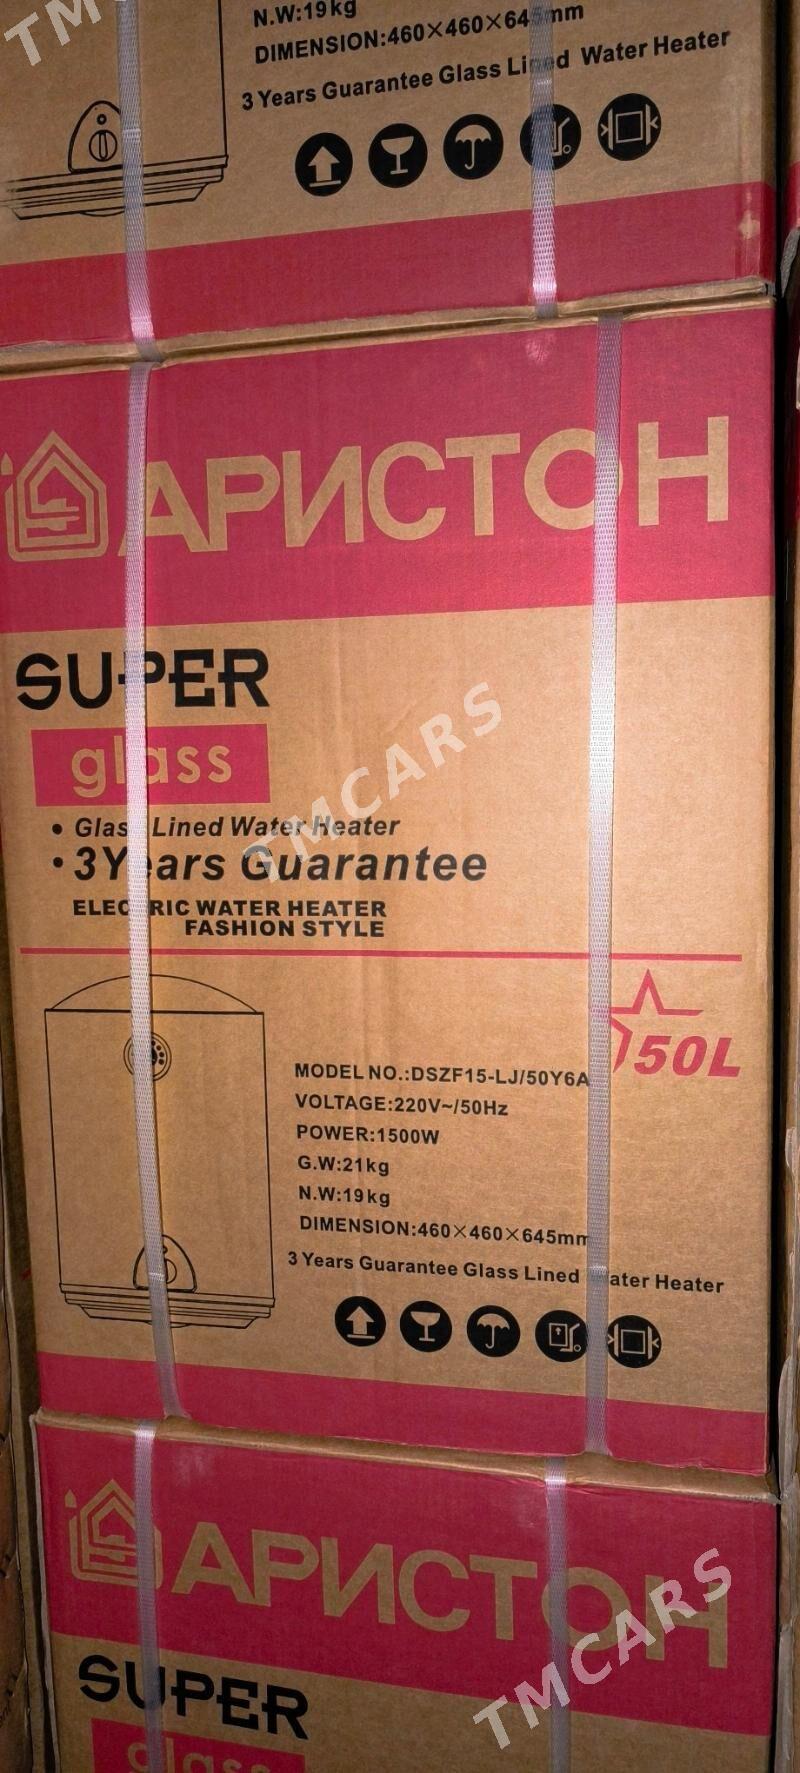 TM
N.W:19kg
DIMENSION:460×460×645mm
3 Years Guarantee Glass Lined Water Heater
АРИСТОН
SUPER
glass
TMCARS
• Glass Lined Water Heater
• 3Years Guarantee
ELECTRIC WATER HEATER
FASHION STYLE
50L
MODEL NO.:DSZF15-LJ/50Y6A
VOLTAGE:220V~/50Hz
POWER:1500W
G.W:21kg
N.W:19kg
DIMENSION:460×460×645mm
3 Years Guarantee Glass Lined Water Heater
АРИСТОН
TMCARS
SUPER
glass